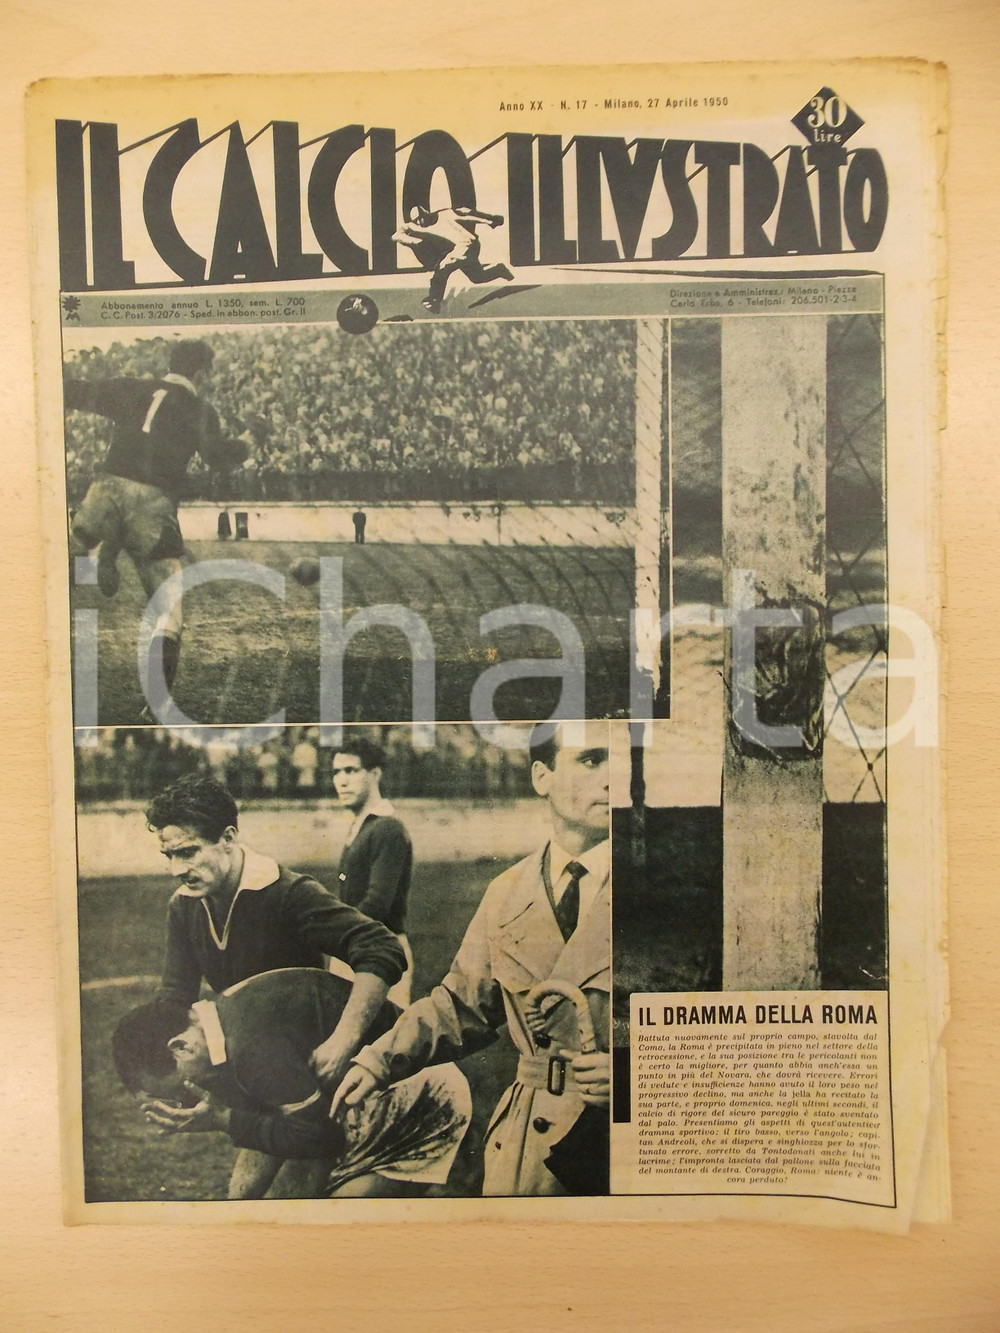 Anno XX - N. 17 - Milano, 27 Aprile 1950
30
lire
IL CALCIO ILLVSTRATO
Abbonamento annuo L. 1350, sem. L. 700
C. C. Post. 3/2076 - Sped. in abbon. post. Gr. II
Direzione e Amministraz.: Milano - Piazza
Carlo Erba, 6 - Telefoni: 206.501-2-3-4
1
iCharta
IL DRAMMA DELLA ROMA
Battuta nuovamente sul proprio campo, stavolta dal
Como, la Roma è precipitata in pieno nel settore della
retrocessione, e la sua posizione tra le pericolanti non
è certo la migliore, per quanto abbia anch'essa un
punto in più del Novara, che dovrà ricevere. Errori
di vedute e insufficienze hanno avuto il loro peso nel
progressivo declino, ma anche la jella ha recitato la
sua parte, e proprio domenica, negli ultimi secondi, il
calcio di rigore del sicuro pareggio è stato sventato
dal palo. Presentiamo gli aspetti di quest'autentico
dramma sportivo: il tiro basso, verso l'angolo; capi-
tan Andreoli, che si dispera e singhiozza per lo sfor-
tunato errore, sorretto da Tontodonati anche lui in
lacrime; l'impronta lasciata dal pallone sulla facciata
del montante di destra. Coraggio, Roma: niente è an-
cora perduto!